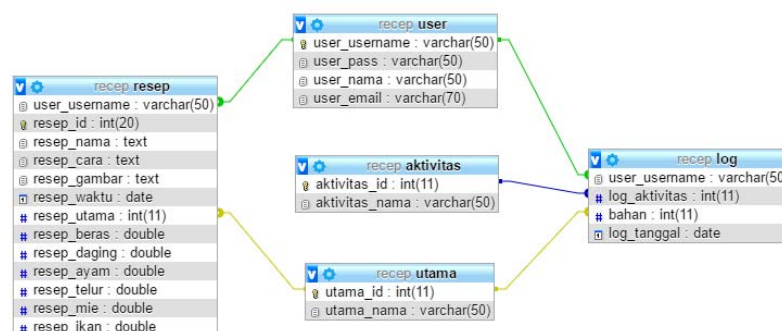 recep user
user_username : varchar(50)
user_pass : varchar(50)
user_nama : varchar(50)
user_email : varchar(70)
recep resep
user_username : varchar(50)
resep_id : int(20)
resep_nama : text
resep_cara : text
resep_gambar : text
resep_waktu : date
resep_utama : int(11)
resep_beras : double
resep_daging : double
resep_ayam : double
resep_telur : double
resep_mie : double
resep_ikan : double
recep aktivitas
aktivitas_id : int(11)
aktivitas_nama : varchar(50)
recep utama
utama_id : int(11)
utama_nama : varchar(50)
recep log
user_username : varchar(50
log_aktivitas : int(11)
bahan : int(11)
log_tanggal : date